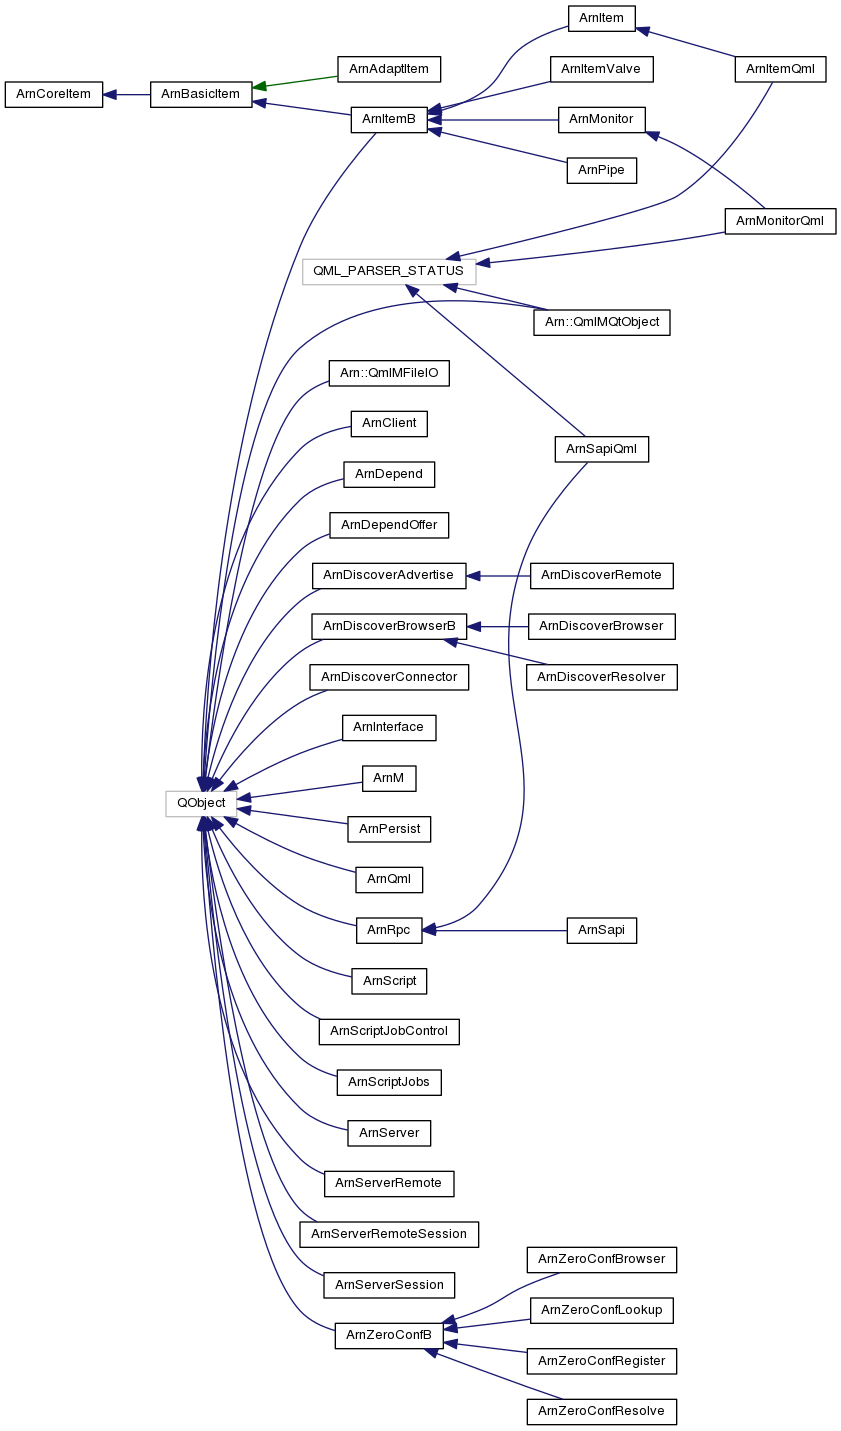 ArnItem
ArnAdaptItem
ArnItemValve
ArnItemQml
ArnCoreItem
ArnBasicItem
ArnItemB
ArnMonitor
ArnPipe
ArnMonitorQml
QML_PARSER_STATUS
Arn::QmlMQtObject
Arn::QmlMFileIO
ArnClient
ArnSapiQml
ArnDepend
ArnDependOffer
ArnDiscoverAdvertise
ArnDiscoverRemote
ArnDiscoverBrowserB
ArnDiscoverBrowser
ArnDiscoverConnector
ArnDiscoverResolver
ArnInterface
ArnM
QObject
ArnPersist
ArnQml
ArnRpc
ArnSapi
ArnScript
ArnScriptJobControl
ArnScriptJobs
ArnServer
ArnServerRemote
ArnServerRemoteSession
ArnZeroConfBrowser
ArnServerSession
ArnZeroConfLookup
ArnZeroConfB
ArnZeroConfRegister
ArnZeroConfResolve